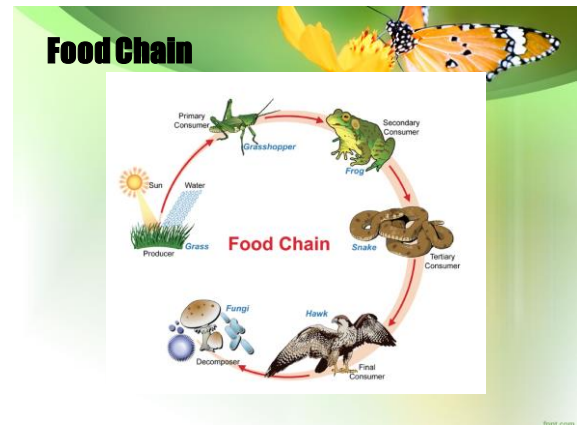 Food Chain
Primary
Consumer
Grasshopper
Secondary
Consumer
Frog
Sun
Water
Grass
Producer
Food Chain
Snake
Tertiary
Consumer
Fungi
Decomposer
Hawk
Final
Consumer